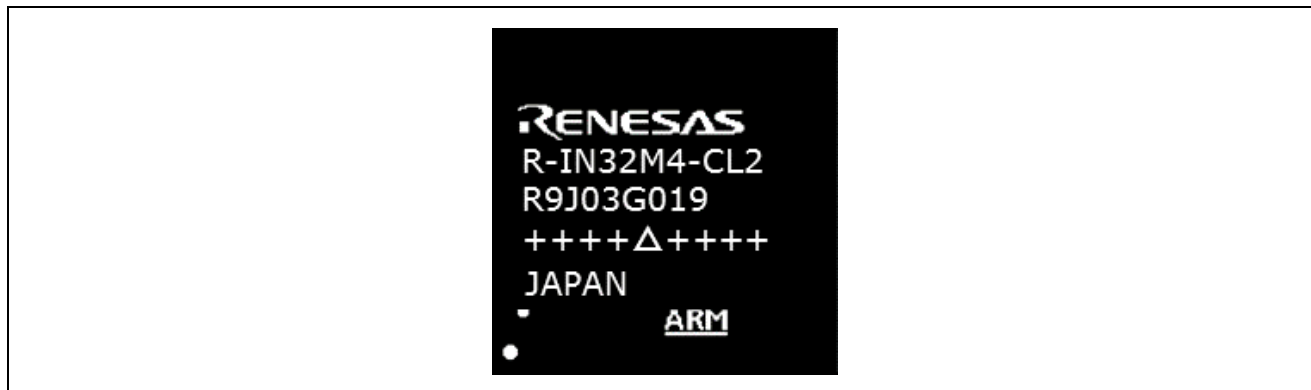 RENESAS
R-IN32M4-CL2
R9J03G019
++++△++++
JAPAN
ARM